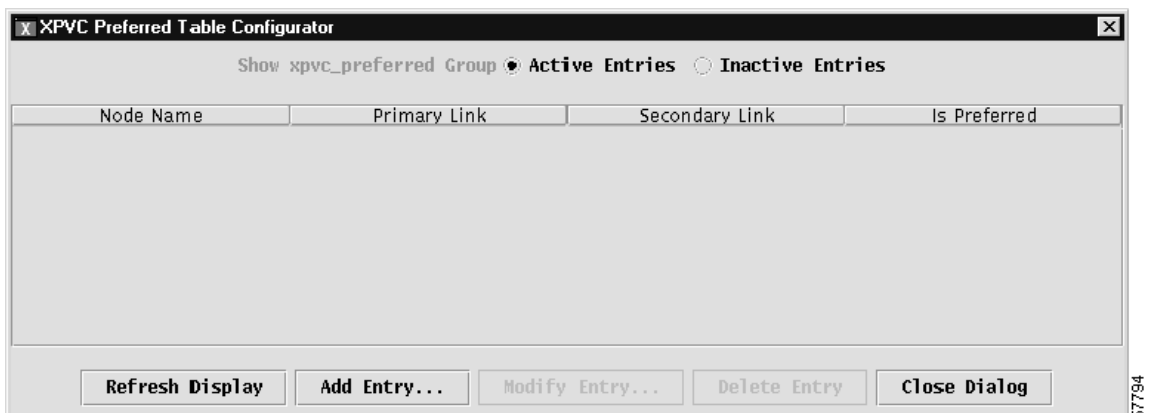 X XPVC Preferred Table Configurator
Show xpvc_preferred Group Active Entries Inactive Entries
Node Name Primary Link Secondary Link Is Preferred
Refresh Display Add Entry... Modify Entry... Delete Entry Close Dialog